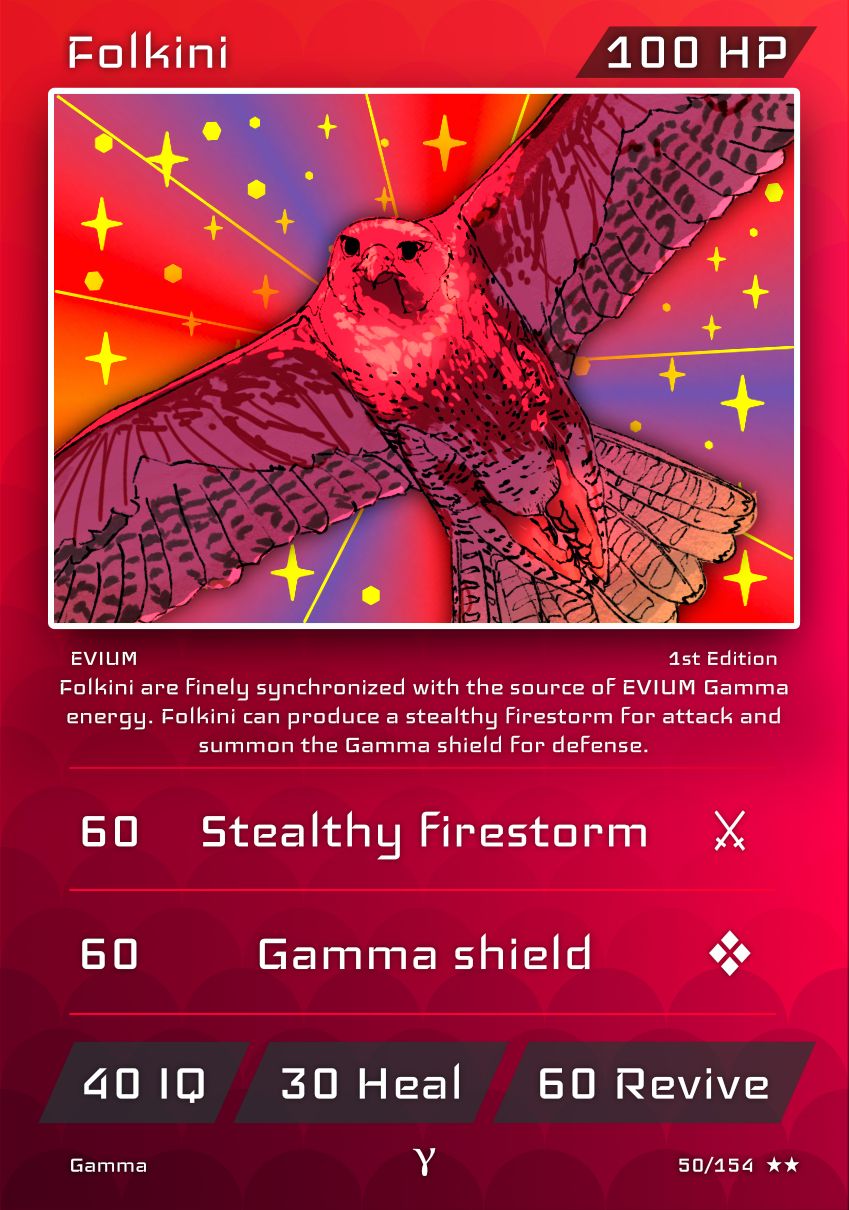 Folkini
100 HP
EVIUM
1st Edition
Folkini are finely synchronized with the source of EVIUM Gamma
energy. Folkini can produce a stealthy firestorm for attack and
summon the Gamma shield for defense.
60 Stealthy firestorm
60 Gamma shield
40 IQ
30 Heal
60 Revive
Gamma
γ
50/154 ★★